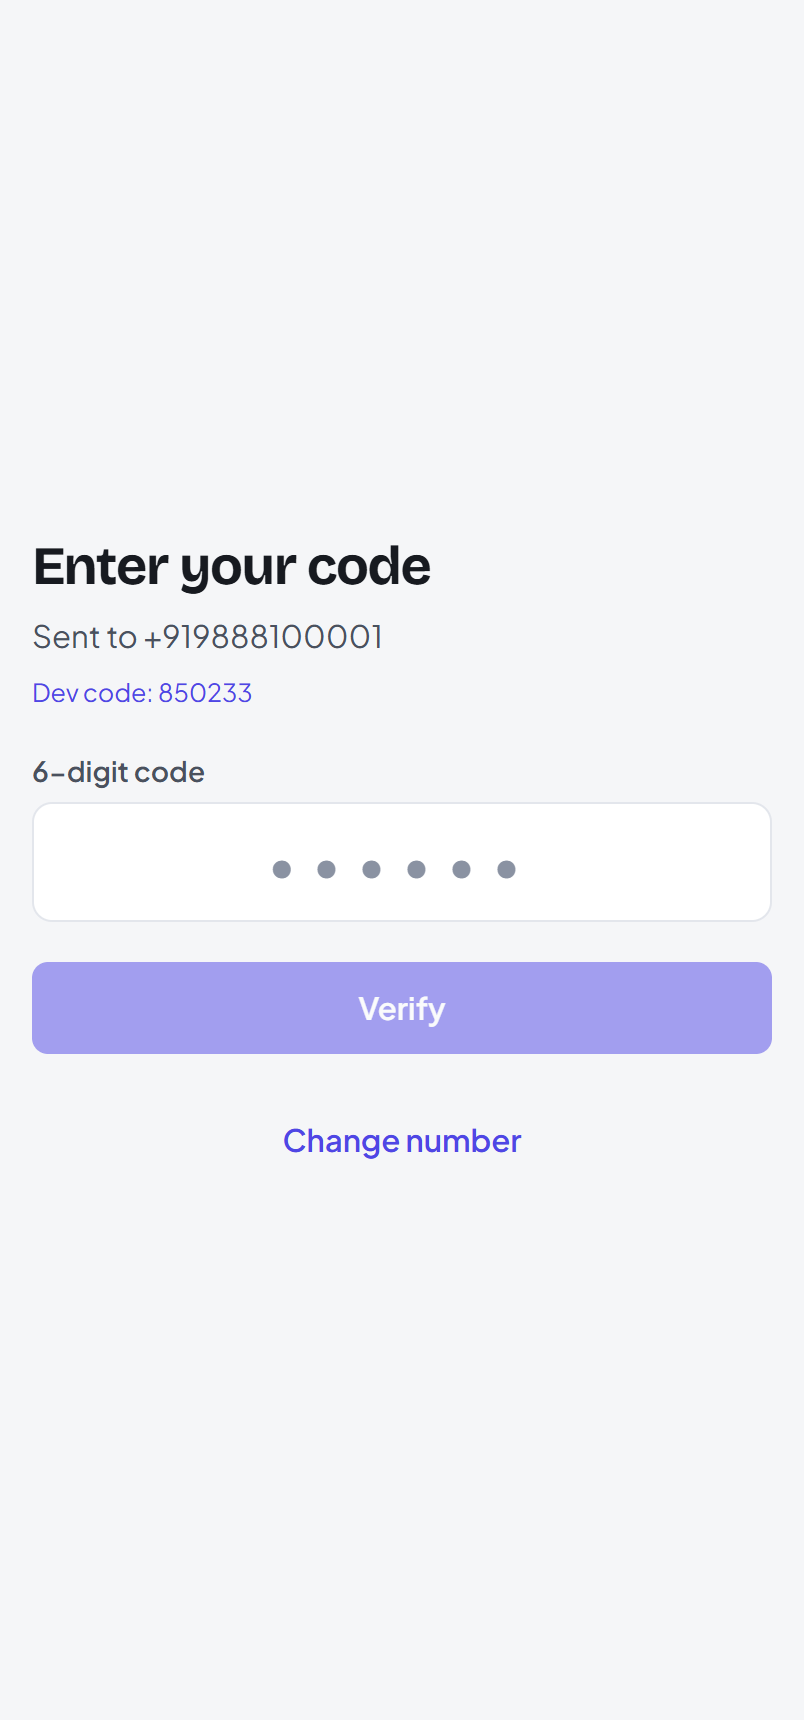 Enter your code
Sent to +919888100001
Dev code: 850233
6-digit code
● ● ● ● ● ●
Verify
Change number